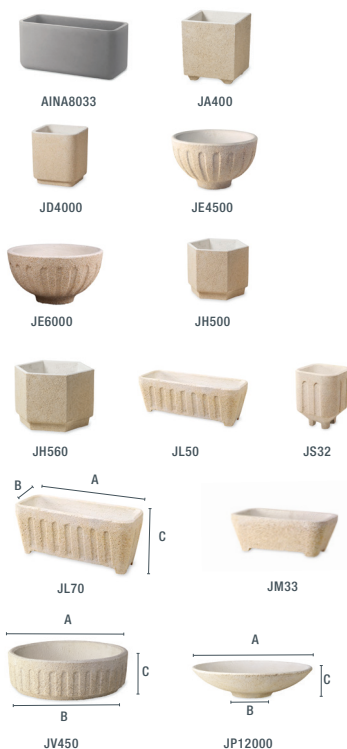 AINA8033
JA400
JD4000
JE4500
JE6000
JH500
JH560
JL50
JS32
B
A
C
JL70
JM33
A
C
B
JV450
A
C
B
JP12000